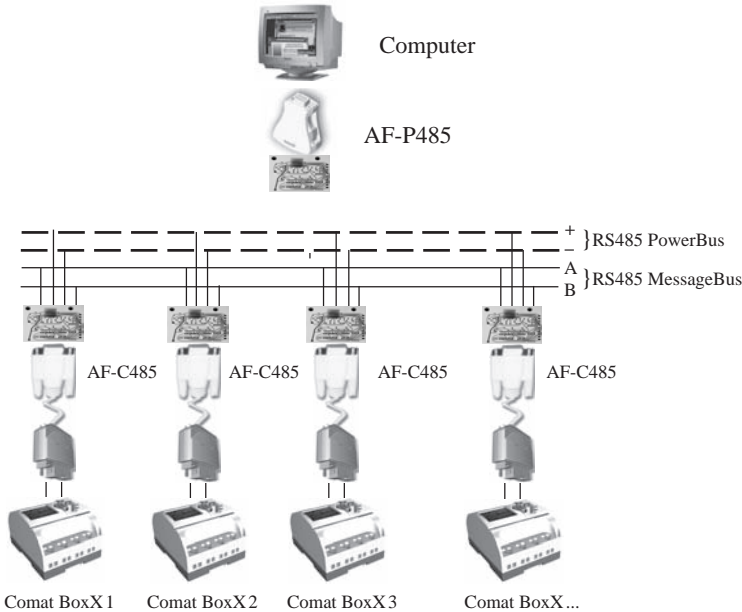 Computer
AF-P485
+
} RS485 PowerBus
–
A
} RS485 MessageBus
B
AF-C485 AF-C485 AF-C485 AF-C485
Comat BoxX1 Comat BoxX2 Comat BoxX3 Comat BoxX...